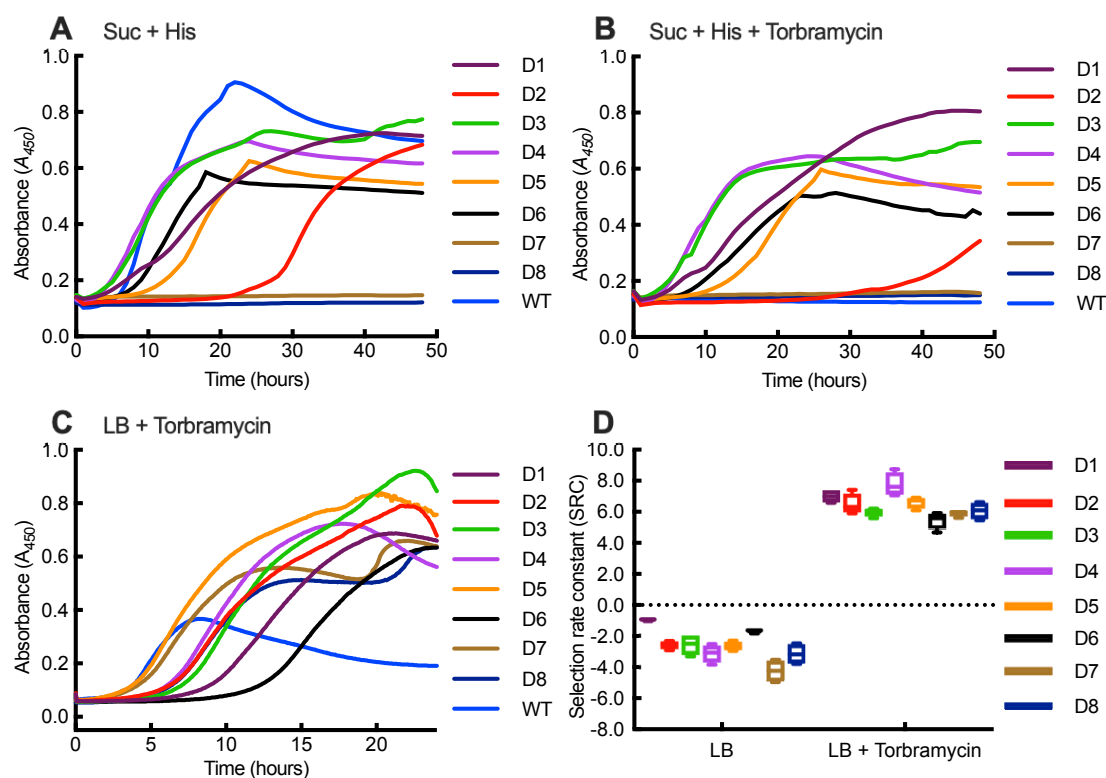 A Suc + His
1.0
0.8
0.6
0.4
0.2
0.0
Absorbance (A450)
0 10 20 30 40 50
Time (hours)
D1
D2
D3
D4
D5
D6
D7
D8
WT
B Suc + His + Torbramycin
1.0
0.8
0.6
0.4
0.2
0.0
Absorbance (A450)
0 10 20 30 40 50
Time (hours)
D1
D2
D3
D4
D5
D6
D7
D8
WT
C LB + Torbramycin
1.0
0.8
0.6
0.4
0.2
0.0
Absorbance (A450)
0 5 10 15 20
Time (hours)
D1
D2
D3
D4
D5
D6
D7
D8
WT
D
10.0
8.0
6.0
4.0
2.0
0.0
-2.0
-4.0
-6.0
-8.0
Selection rate constant (SRC)
LB LB + Torbramycin
D1
D2
D3
D4
D5
D6
D7
D8